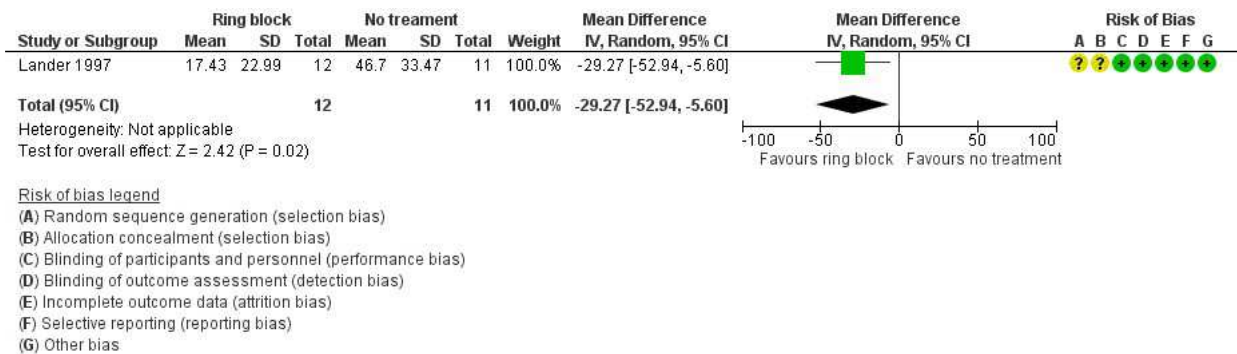 Ring block No treament Mean Difference Mean Difference Risk of Bias
Study or Subgroup Mean SD Total Mean SD Total Weight IV, Random, 95% CI IV, Random, 95% CI A B C D E F G
Lander 1997 17.43 22.99 12 46.7 33.47 11 100.0% -29.27 [-52.94, -5.60] ? ? + + + + +
Total (95% CI) 12 11 100.0% -29.27 [-52.94, -5.60]
Heterogeneity: Not applicable
Test for overall effect: Z = 2.42 (P = 0.02)
-100 -50 0 50 100
Favours ring block Favours no treatment
Risk of bias legend
(A) Random sequence generation (selection bias)
(B) Allocation concealment (selection bias)
(C) Blinding of participants and personnel (performance bias)
(D) Blinding of outcome assessment (detection bias)
(E) Incomplete outcome data (attrition bias)
(F) Selective reporting (reporting bias)
(G) Other bias